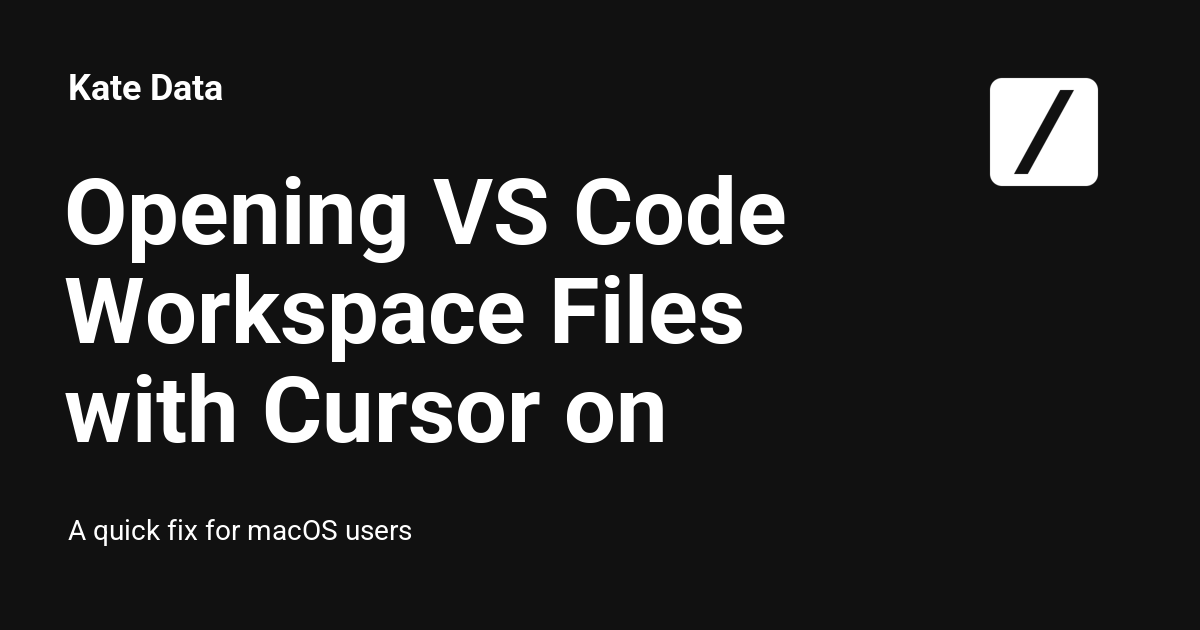 Kate Data
Opening VS Code
Workspace Files
with Cursor on
A quick fix for macOS users